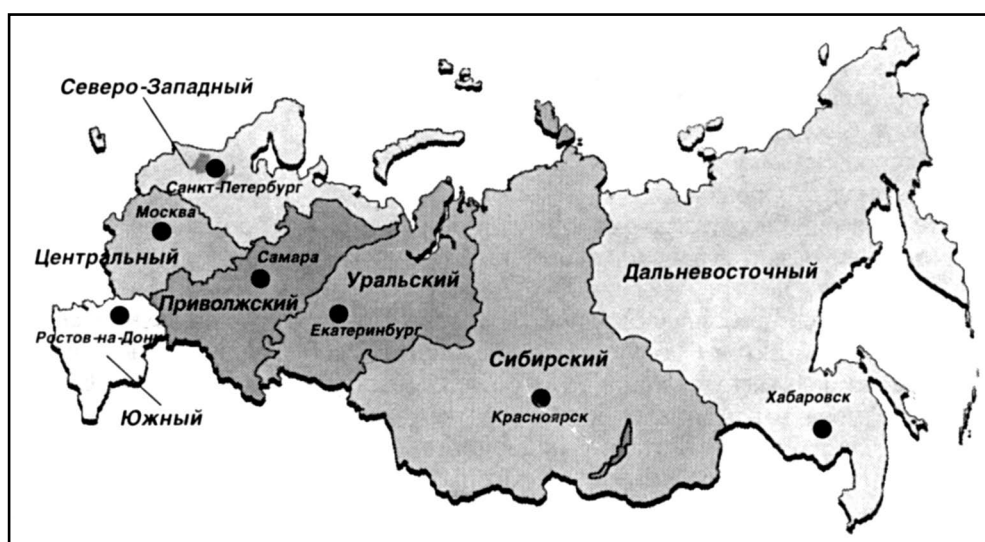 Северо-Западный
Санкт-Петербург
Москва
Центральный
Самара
Приволжский
Уральский
Екатеринбург
Ростов-на-Дону
Южный
Сибирский
Красноярск
Дальневосточный
Хабаровск